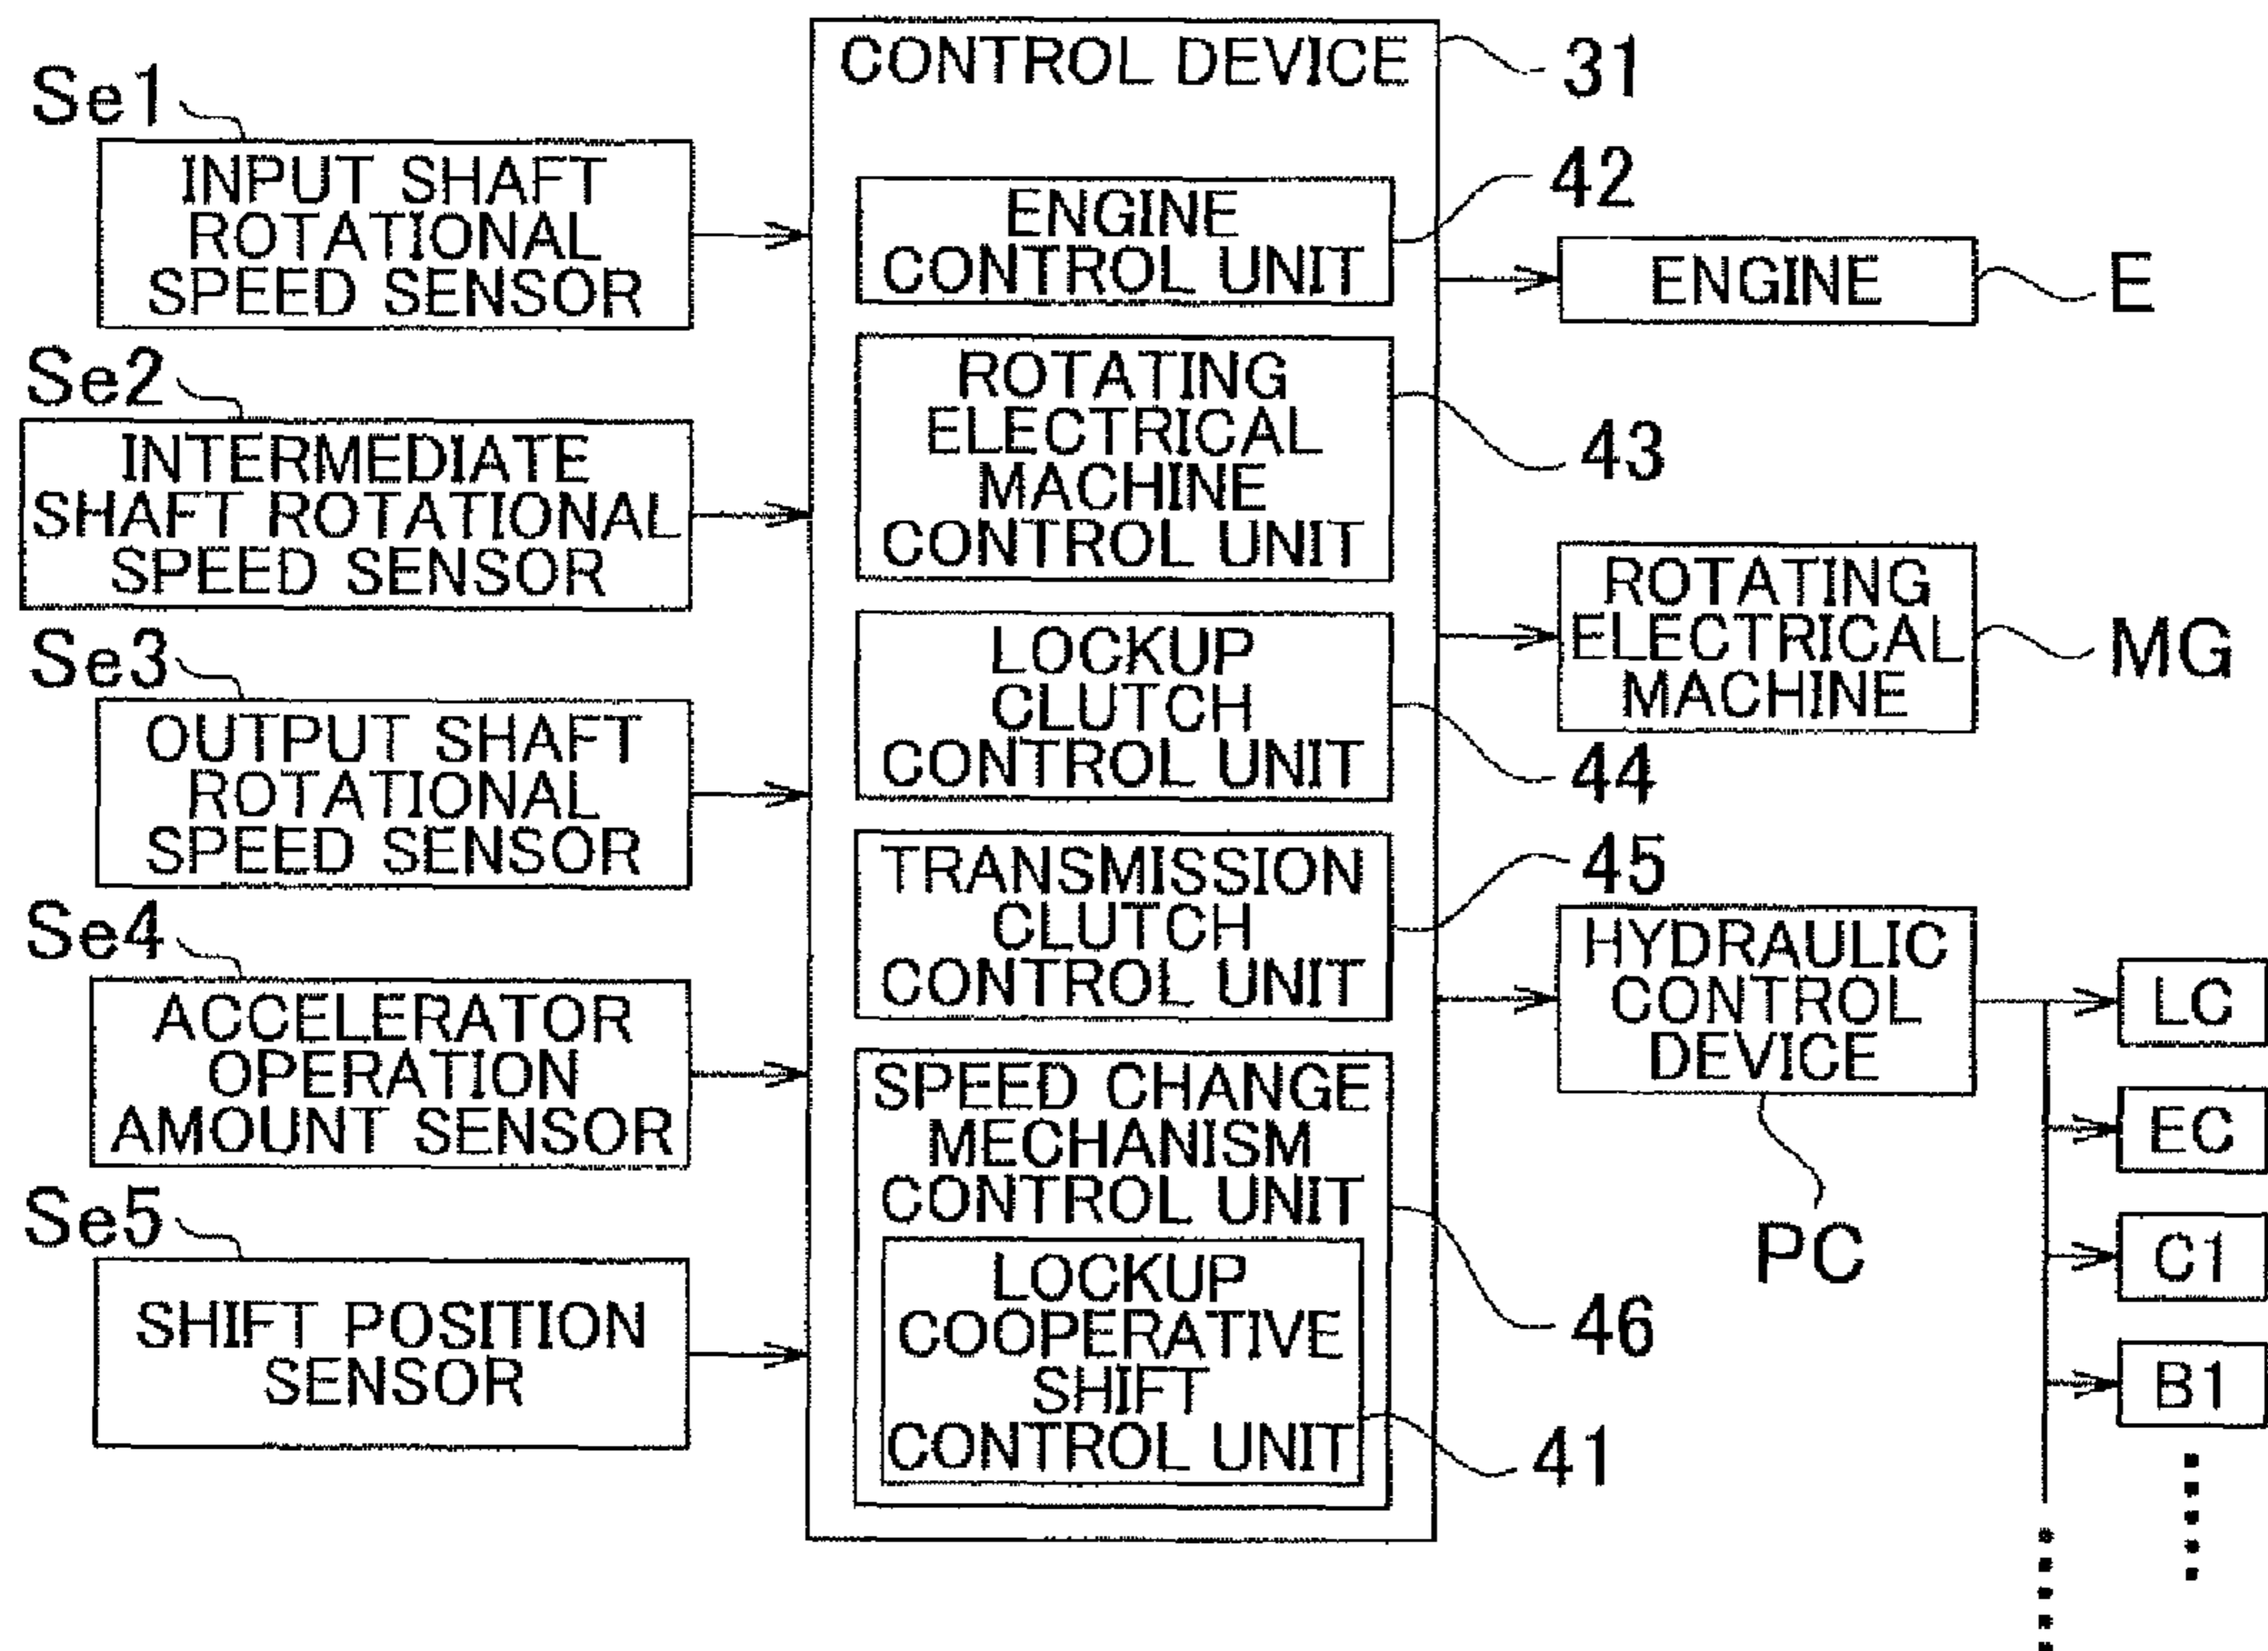 Se1
INPUT SHAFT
ROTATIONAL
SPEED SENSOR
Se2
INTERMEDIATE
SHAFT ROTATIONAL
SPEED SENSOR
Se3
OUTPUT SHAFT
ROTATIONAL
SPEED SENSOR
Se4
ACCELERATOR
OPERATION
AMOUNT SENSOR
Se5
SHIFT POSITION
SENSOR
CONTROL DEVICE
31
ENGINE
CONTROL UNIT
42
ROTATING
ELECTRICAL
MACHINE
CONTROL UNIT
43
LOCKUP
CLUTCH
CONTROL UNIT
44
TRANSMISSION
CLUTCH
CONTROL UNIT
45
SPEED CHANGE
MECHANISM
CONTROL UNIT
46
LOCKUP
COOPERATIVE
SHIFT
CONTROL UNIT
41
ENGINE
E
ROTATING
ELECTRICAL
MACHINE
MG
HYDRAULIC
CONTROL
DEVICE
PC
LC
EC
C1
B1